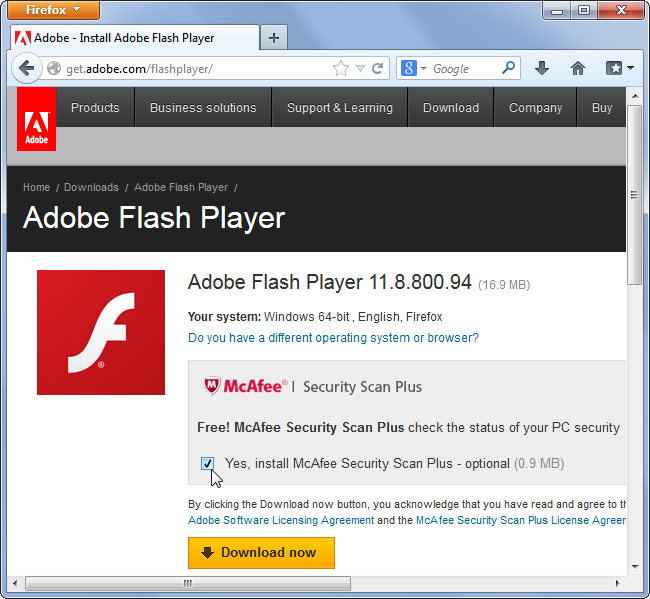 Firefox
Adobe - Install Adobe Flash Player
get.adobe.com/flashplayer/
Google
Products
Business solutions
Support & Learning
Download
Company
Buy
Adobe
Home / Downloads / Adobe Flash Player /
Adobe Flash Player
Adobe Flash Player 11.8.800.94 (16.9 MB)
Your system: Windows 64-bit , English, Firefox
Do you have a different operating system or browser?
McAfee® | Security Scan Plus
Free! McAfee Security Scan Plus check the status of your PC security
Yes, install McAfee Security Scan Plus - optional (0.9 MB)
By clicking the Download now button, you acknowledge that you have read and agree to
Adobe Software Licensing Agreement and the McAfee Security Scan Plus License
Download now